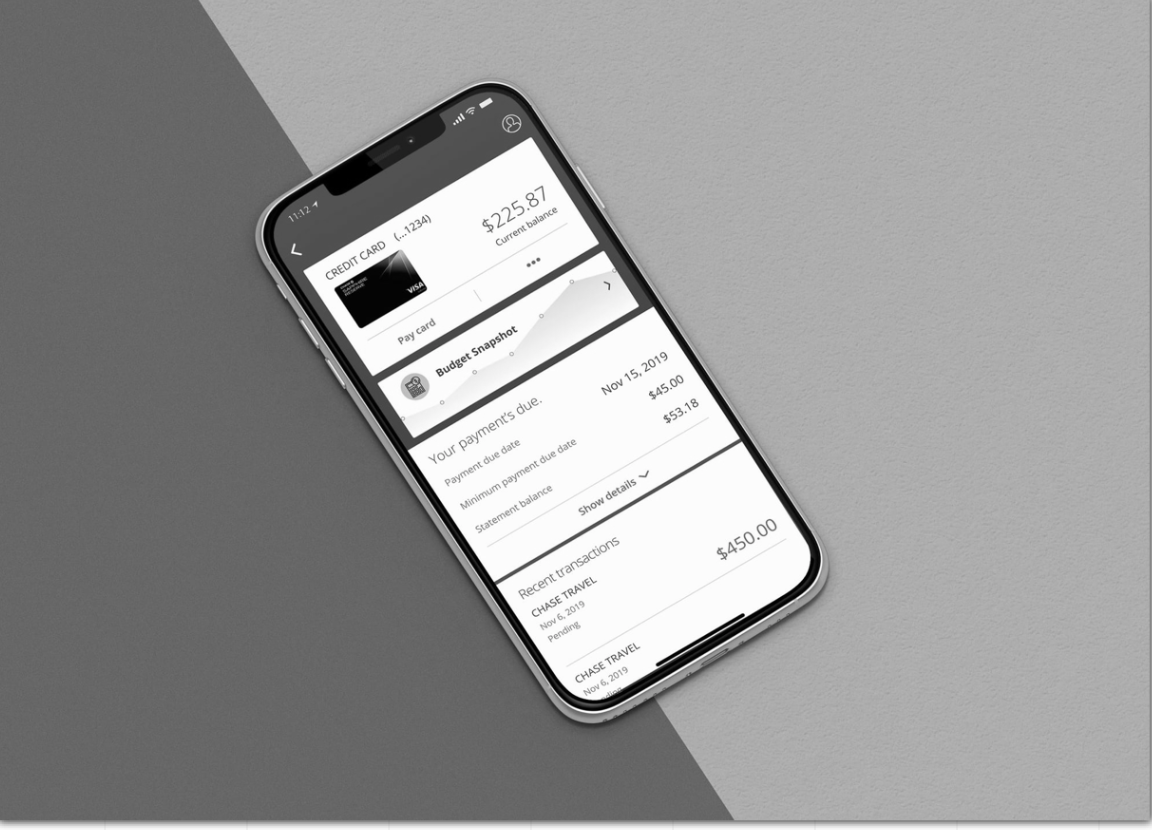 11:12
CREDIT CARD (...1234)
$225.87
Current balance
VISA
Pay card
Budget Snapshot
Your payment's due.
Payment due date Nov 15, 2019
Minimum payment due date $45.00
Statement balance $53.18
Show details
Recent transactions
CHASE TRAVEL $450.00
Nov 6, 2019
Pending
CHASE TRAVEL
Nov 6, 2019